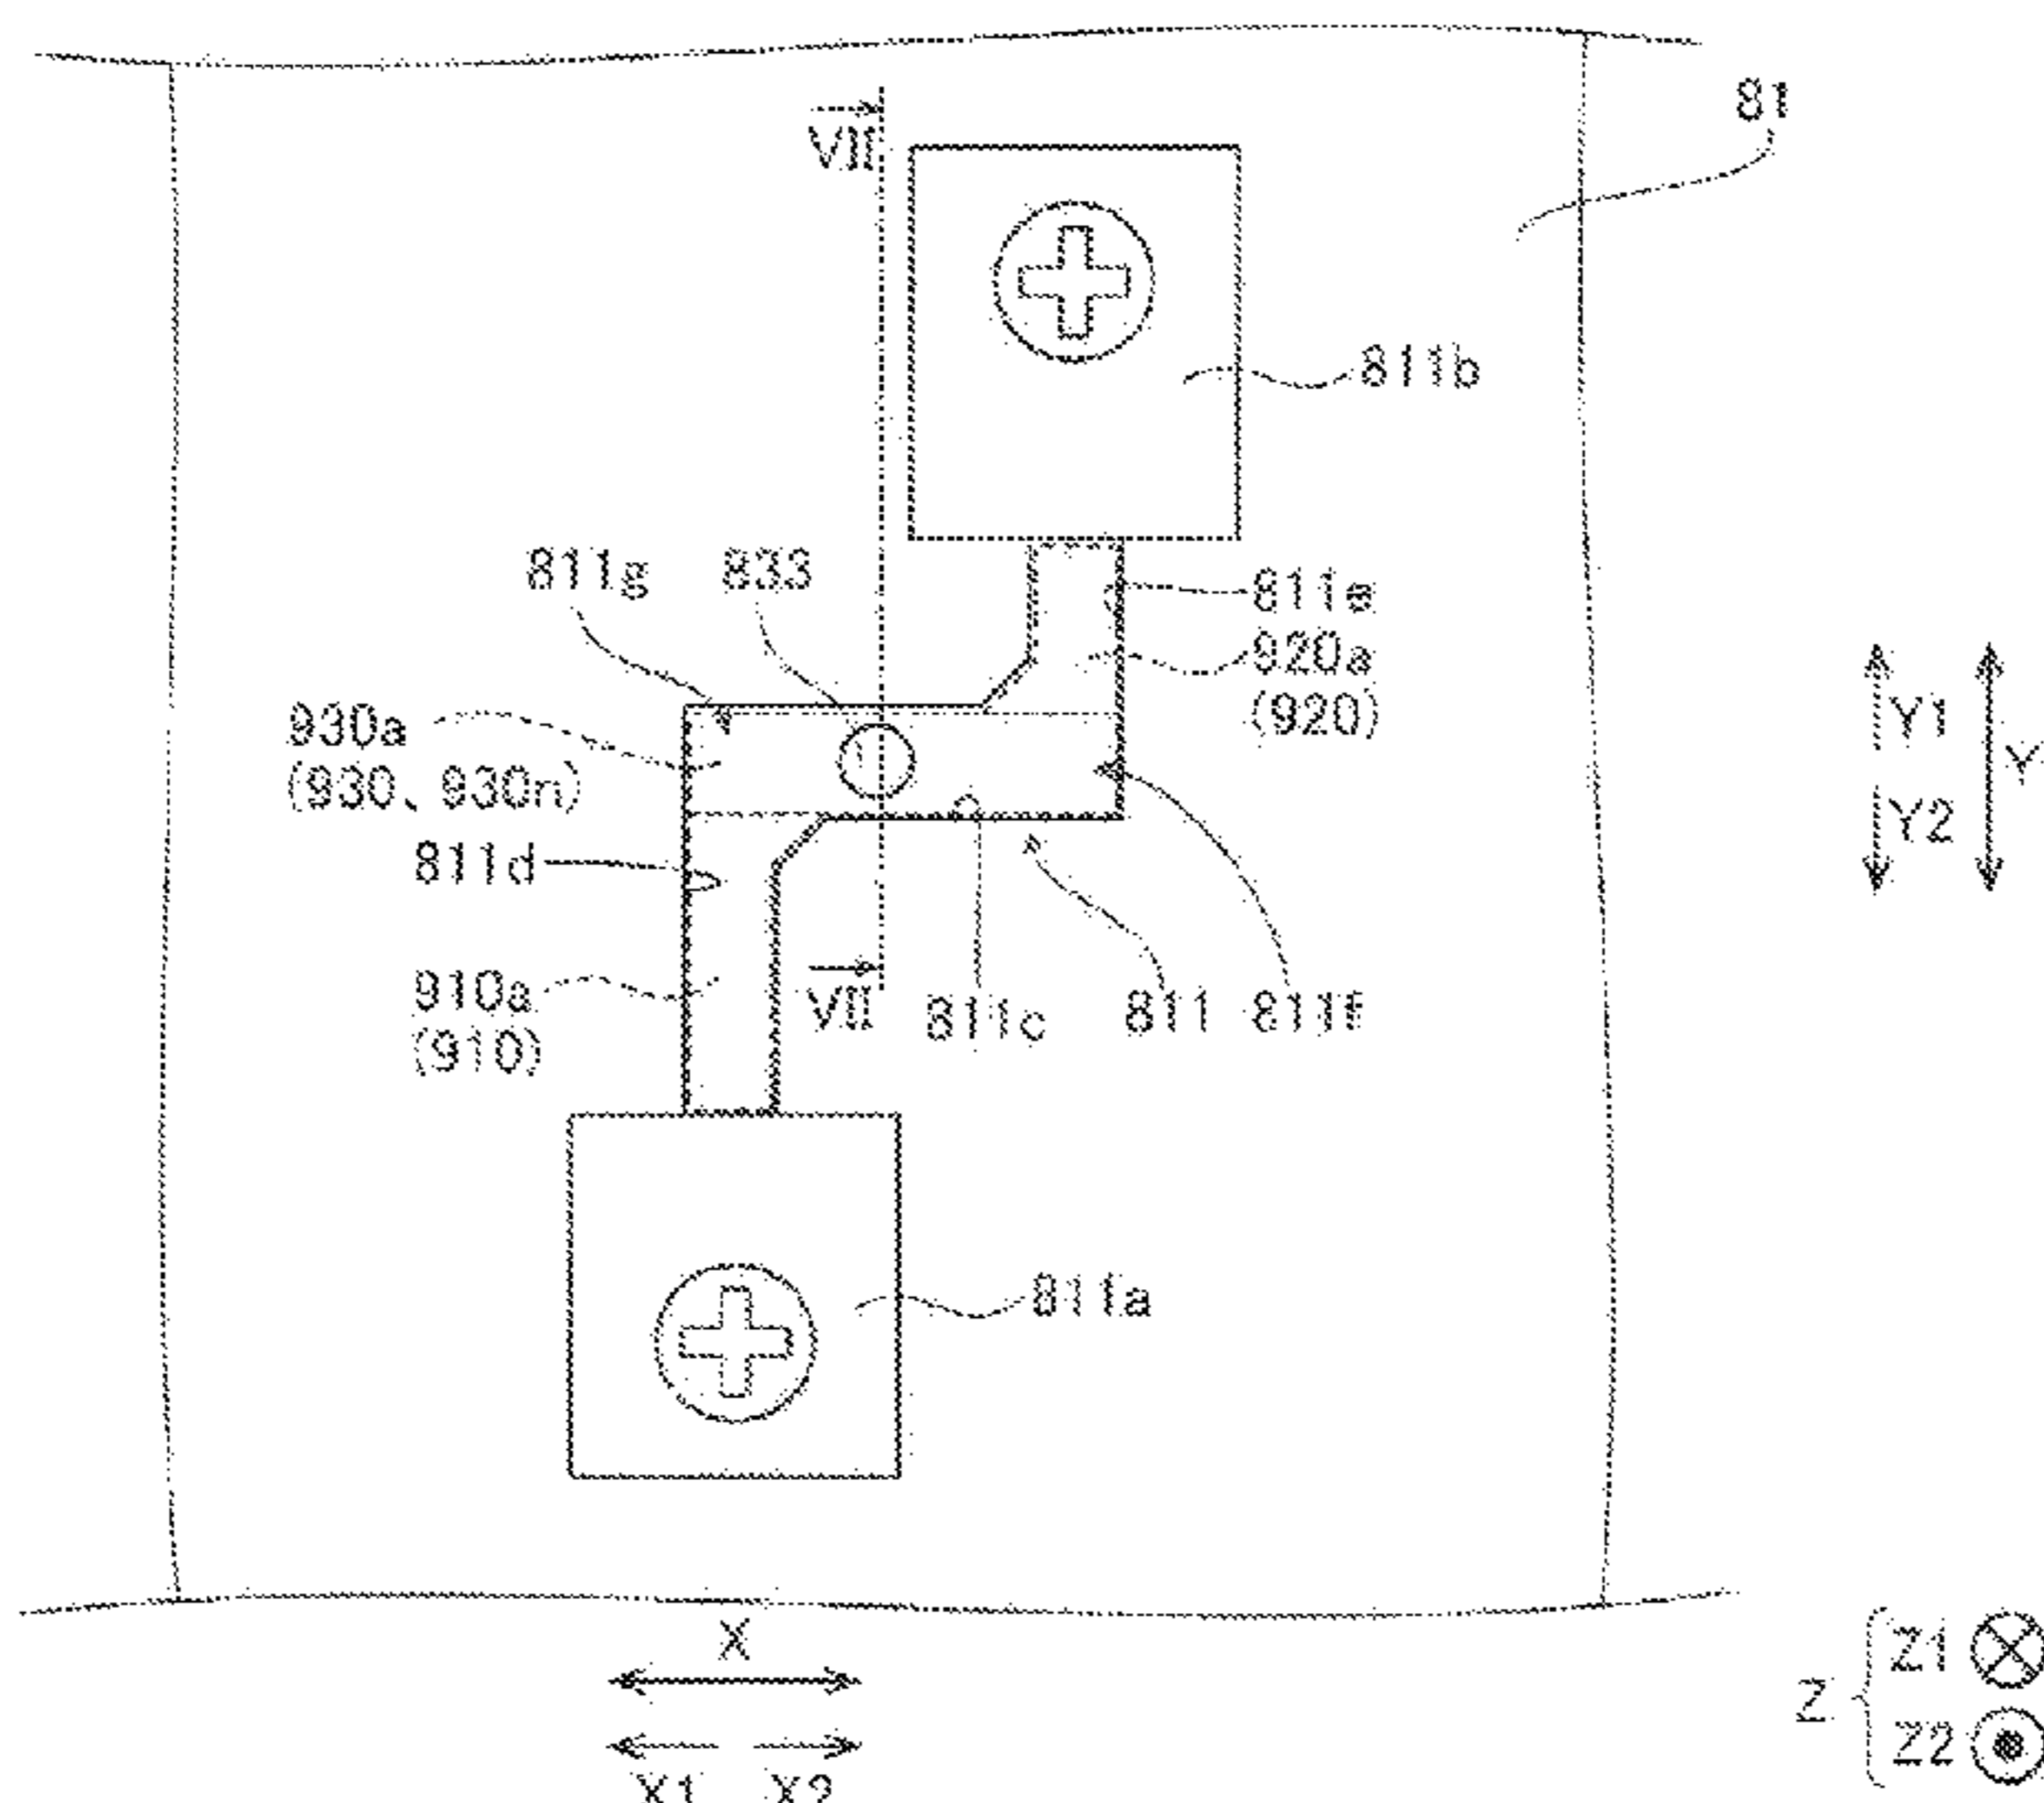 81
VII
811b
811g 833
811e
920a
(920)
930a
(930、930n)
Y1
Y
Y2
811d
910a
(910)
VII
811c 811 811f
811a
X
X1 X2
Z
Z1
Z2